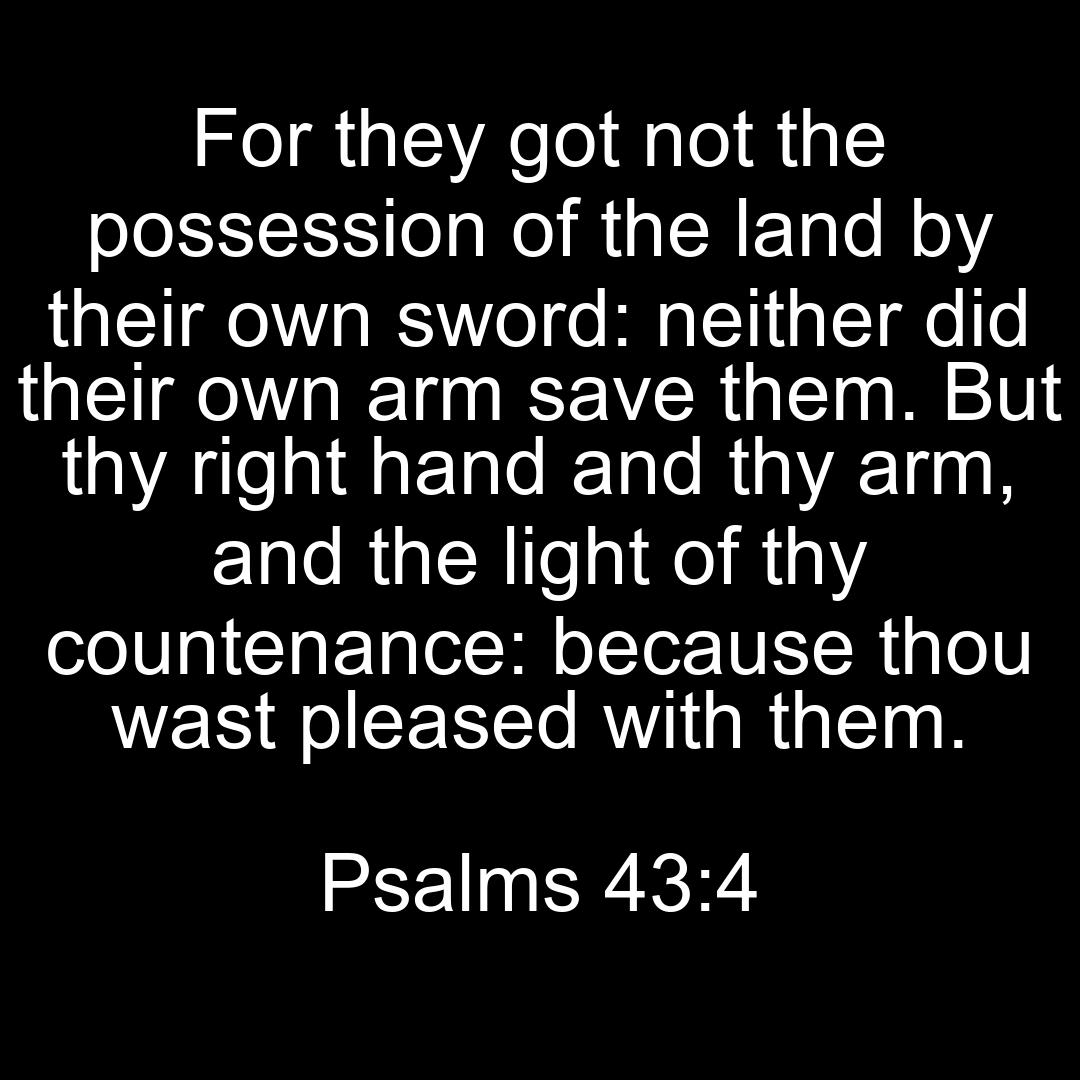 For they got not the
possession of the land by
their own sword: neither did
their own arm save them. But
thy right hand and thy arm,
and the light of thy
countenance: because thou
wast pleased with them.
Psalms 43:4